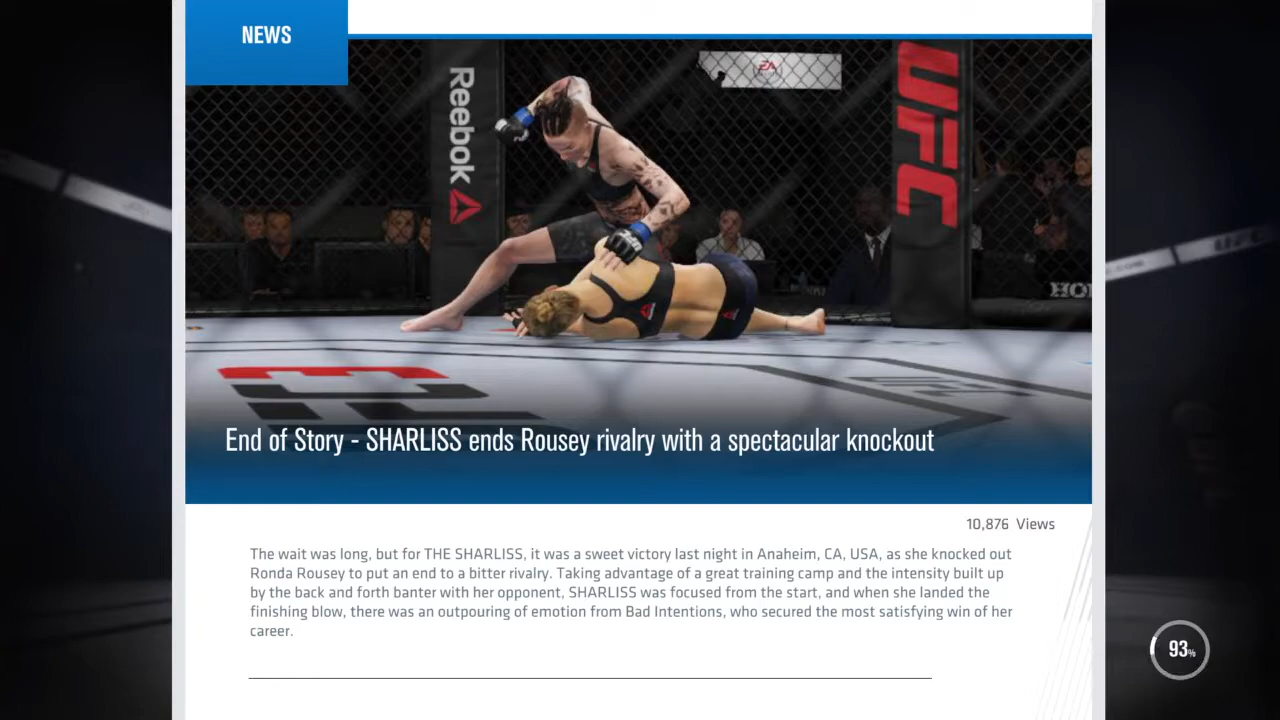 NEWS
Reebok
EA
UFC
UFC
HO
End of Story - SHARLISS ends Rousey rivalry with a spectacular knockout
10,876 Views
The wait was long, but for THE SHARLISS, it was a sweet victory last night in Anaheim, CA, USA, as she knocked out
Ronda Rousey to put an end to a bitter rivalry. Taking advantage of a great training camp and the intensity built up
by the back and forth banter with her opponent, SHARLISS was focused from the start, and when she landed the
finishing blow, there was an outpouring of emotion from Bad Intentions, who secured the most satisfying win of her
career.
93%